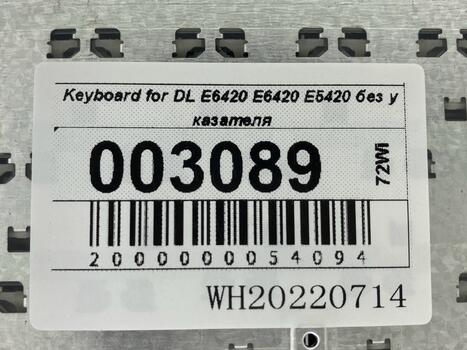 Keyboard for DL E6420 E6420 E5420 без у
казателя
003089
72Wi
2000000054094
WH20220714